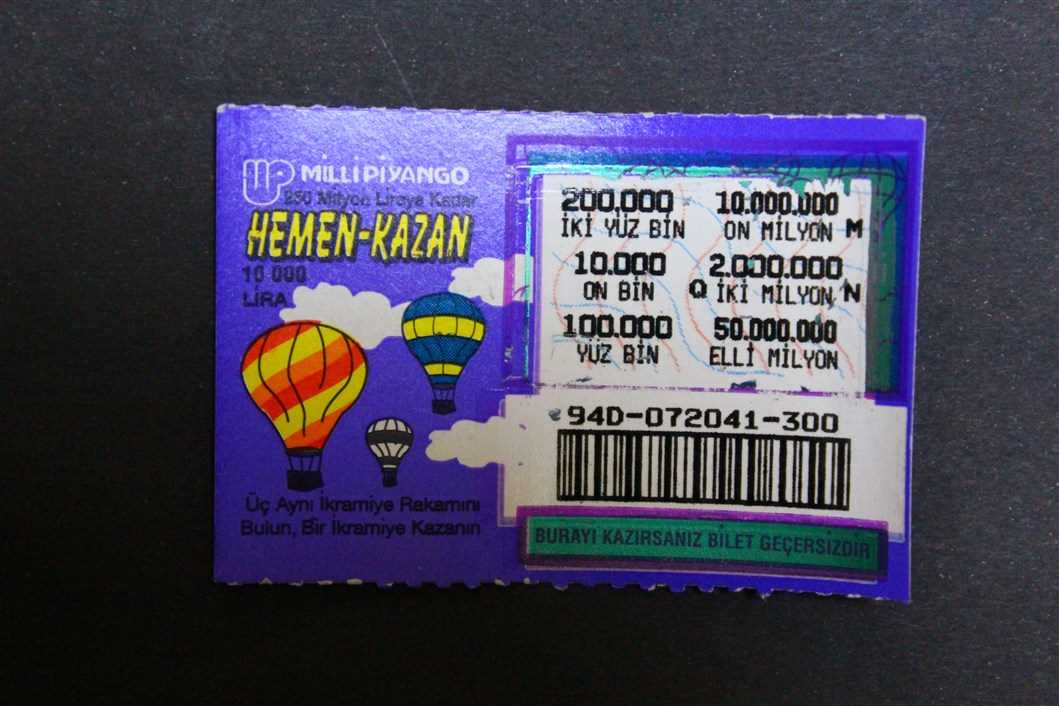 MİLLİ PİYANGO
250 Milyon Liraya Kadar
HEMEN-KAZAN
10 000
LİRA
Üç Aynı İkramiye Rakamını
Bulun, Bir İkramiye Kazanın
200.000 10.000.000
İKİ YÜZ BİN ON MİLYON M
10.000 2.000.000
ON BİN Q İKİ MİLYON N
100.000 50.000.000
YÜZ BİN ELLİ MİLYON
94D-072041-300
BURAYI KAZIRSANIZ BİLET GEÇERSİZDİR